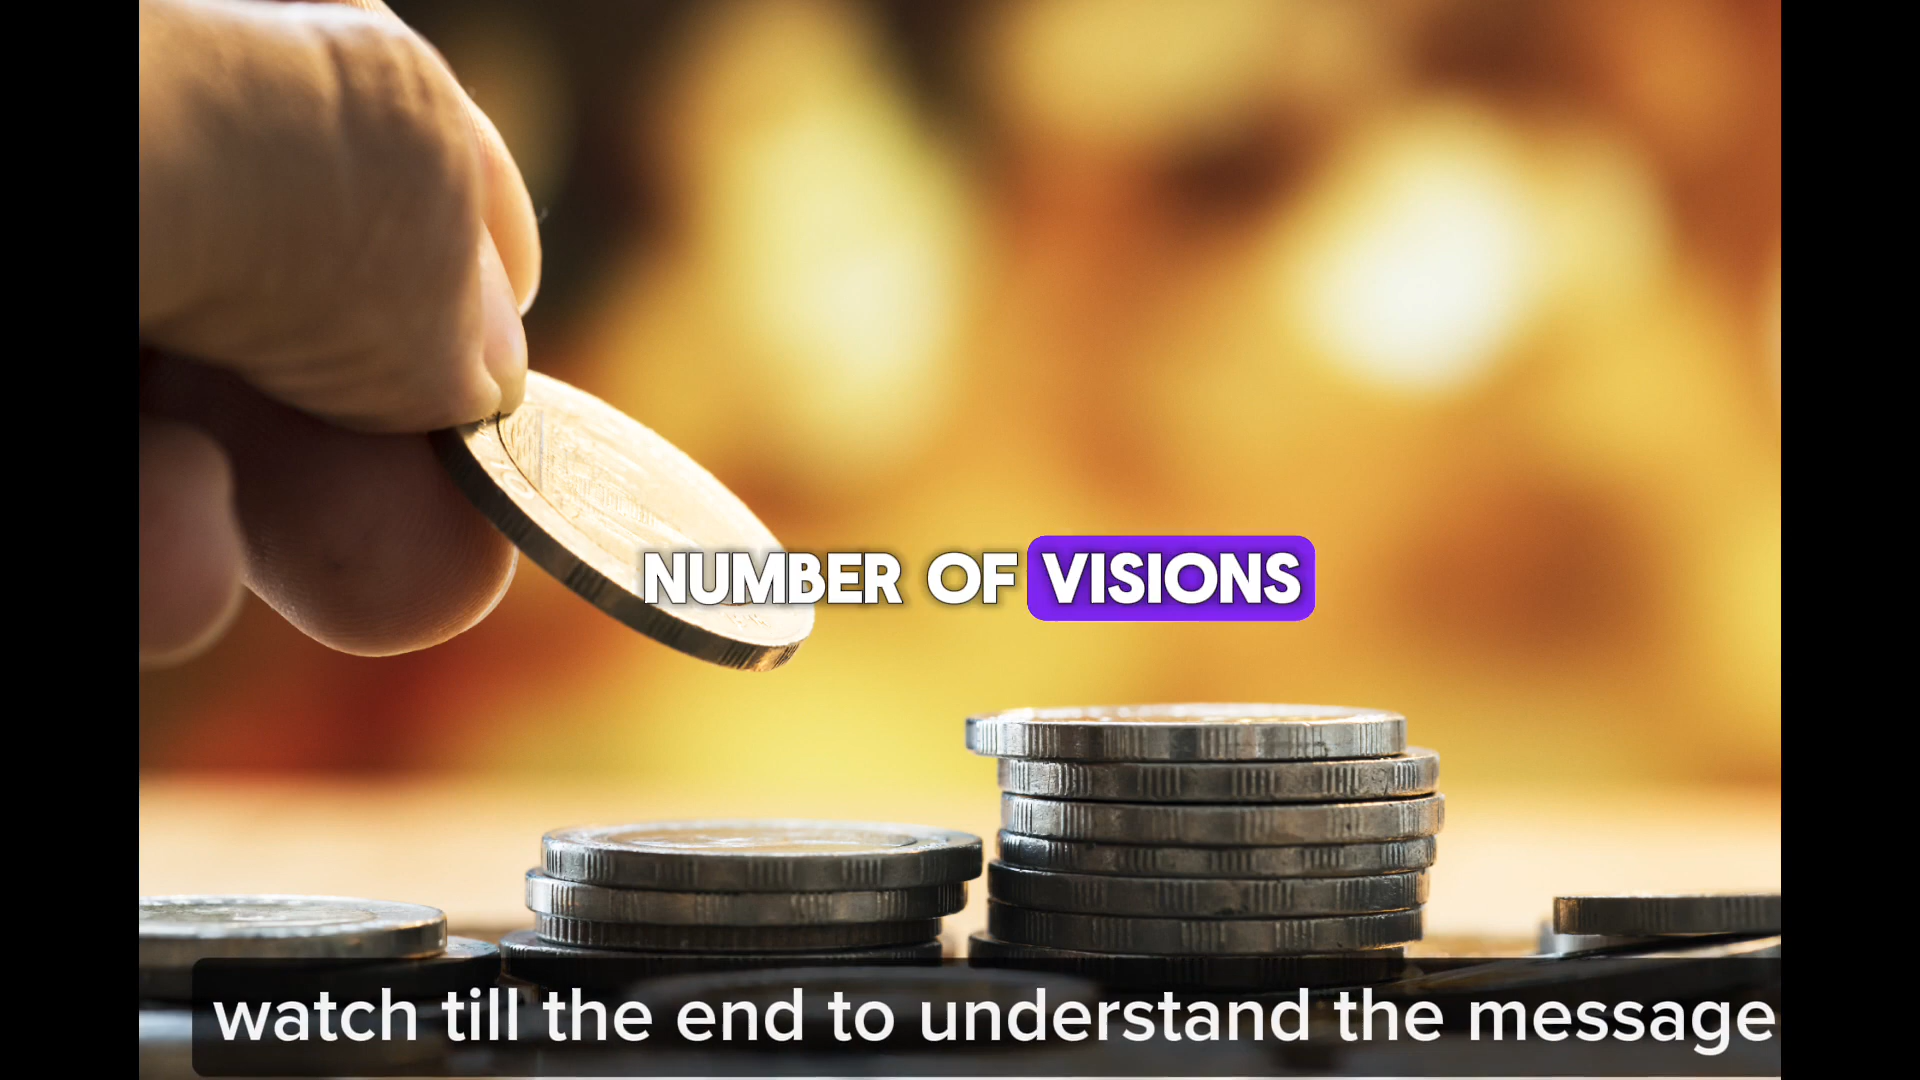 NUMBER OF VISIONS
watch till the end to understand the message